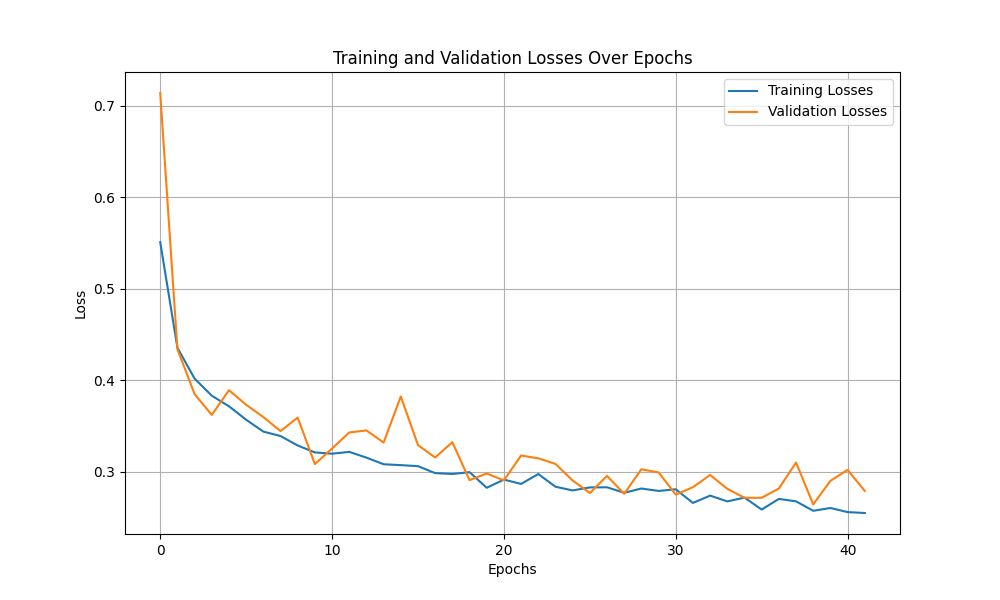 Training and Validation Losses Over Epochs
Training Losses
Validation Losses
0.7
0.6
0.5
0.4
0.3
Loss
0 10 20 30 40
Epochs